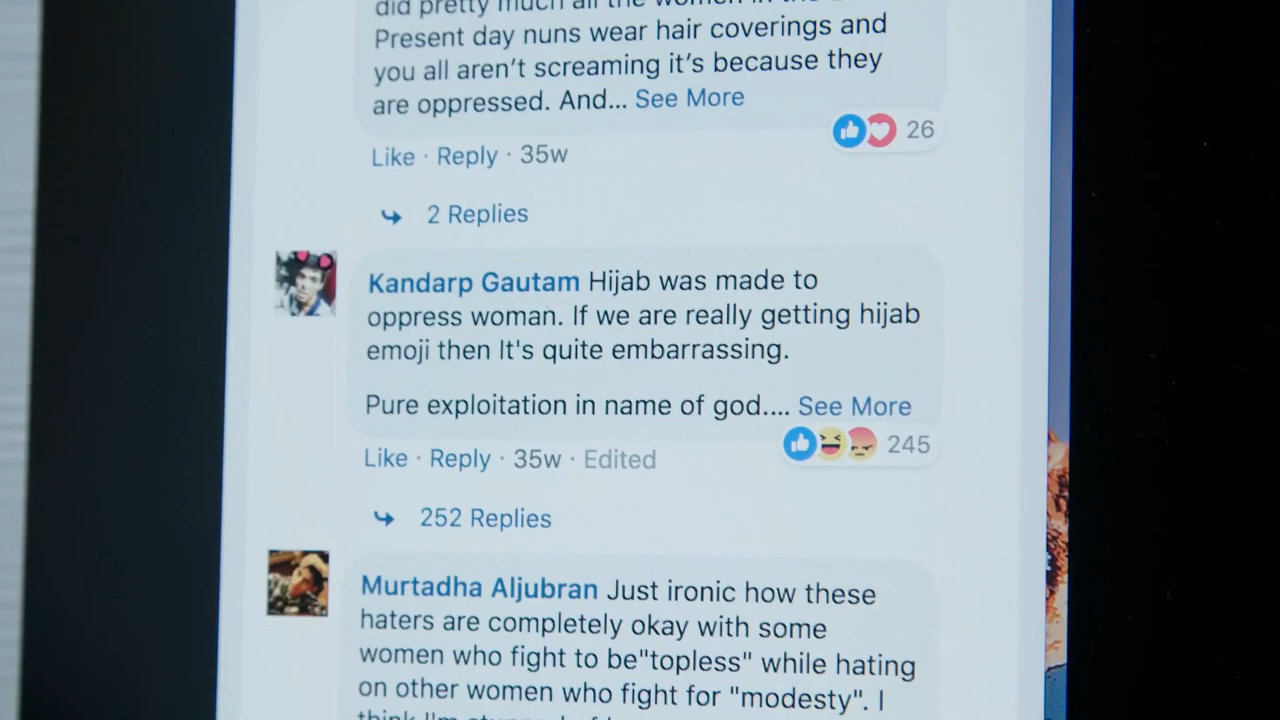 did pretty much all the women in the
Present day nuns wear hair coverings and
you all aren't screaming it's because they
are oppressed. And... See More
26
Like · Reply · 35w
2 Replies
Kandarp Gautam Hijab was made to
oppress woman. If we are really getting hijab
emoji then It's quite embarrassing.
Pure exploitation in name of god.... See More
245
Like · Reply · 35w · Edited
252 Replies
Murtadha Aljubran Just ironic how these
haters are completely okay with some
women who fight to be"topless" while hating
on other women who fight for "modesty". I
think I'm